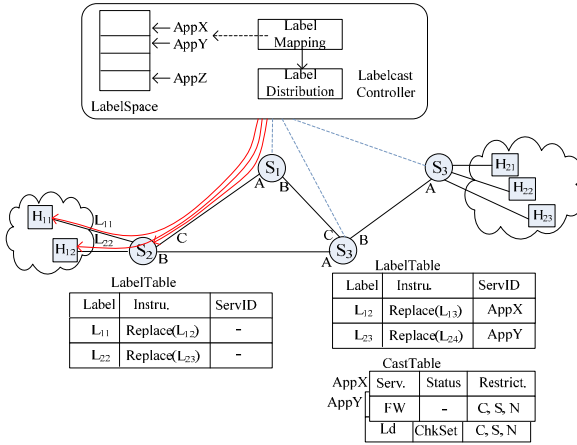 AppX
AppY
AppZ
LabelSpace
Label
Mapping
Label
Distribution
Labelcast
Controller
S1
A
B
S3
A
H21
H22
H23
H11
H12
L11
L22
S2
C
B
C
B
A
S3
LabelTable
Label Instru. ServID
L11 Replace(L12) -
L22 Replace(L23) -
LabelTable
Label Instru. ServID
L12 Replace(L13) AppX
L23 Replace(L24) AppY
CastTable
AppX
AppY
Serv. Status Restrict.
FW - C, S, N
Ld ChkSet C, S, N